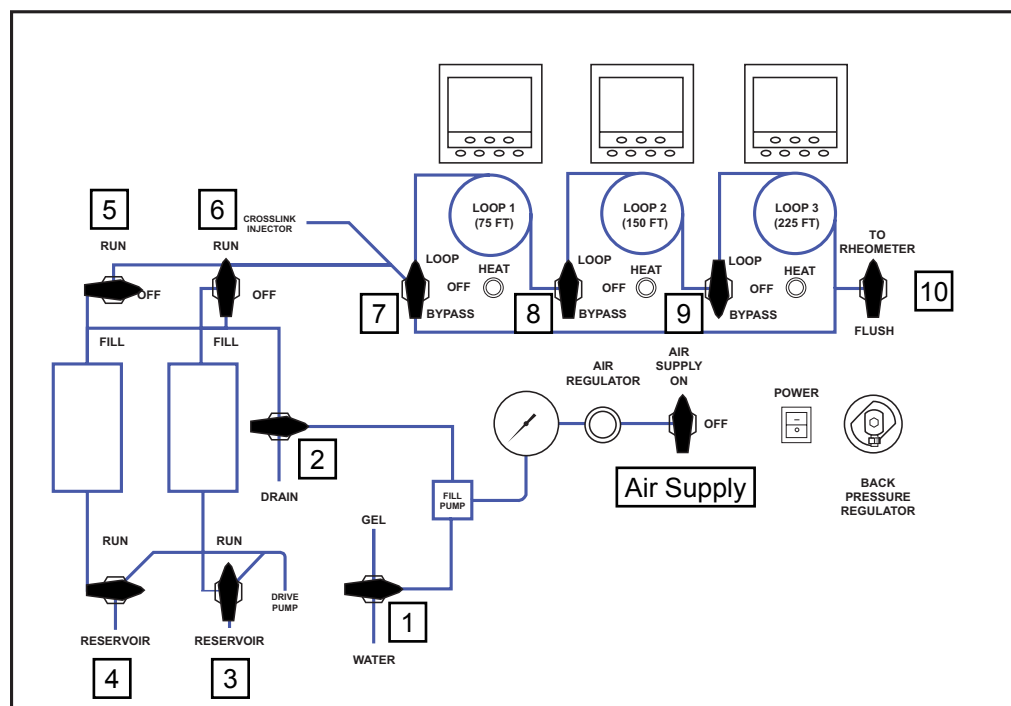 LOOP 1
(75 FT)
LOOP 2
(150 FT)
LOOP 3
(225 FT)
5
6
CROSSLINK
INJECTOR
RUN
RUN
TO
RHEOMETER
OFF
OFF
LOOP
HEAT
OFF
BYPASS
LOOP
HEAT
OFF
BYPASS
LOOP
HEAT
OFF
BYPASS
7
8
9
10
FLUSH
FILL
FILL
AIR
REGULATOR
AIR
SUPPLY
ON
OFF
POWER
2
DRAIN
FILL
PUMP
Air Supply
BACK
PRESSURE
REGULATOR
GEL
RUN
RUN
DRIVE
PUMP
1
RESERVOIR
RESERVOIR
WATER
4
3